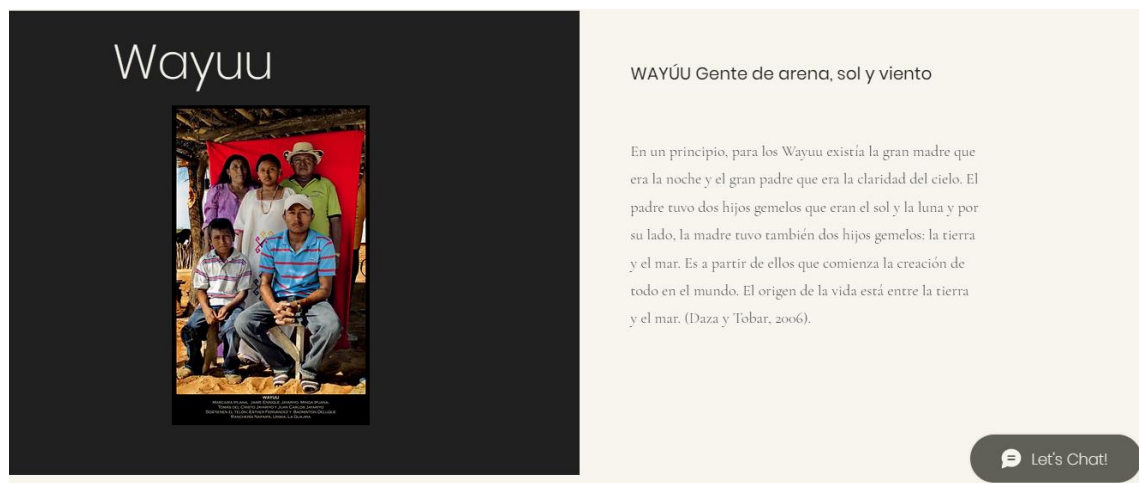 Wayuu
WAYUU
WAYÚU Gente de arena, sol y viento
En un principio, para los Wayuu existía la gran madre que
era la noche y el gran padre que era la claridad del cielo. El
padre tuvo dos hijos gemelos que eran el sol y la luna y por
su lado, la madre tuvo también dos hijos gemelos: la tierra
y el mar. Es a partir de ellos que comienza la creación de
todo en el mundo. El origen de la vida está entre la tierra
y el mar. (Daza y Tobar, 2006).
Let's Chat!